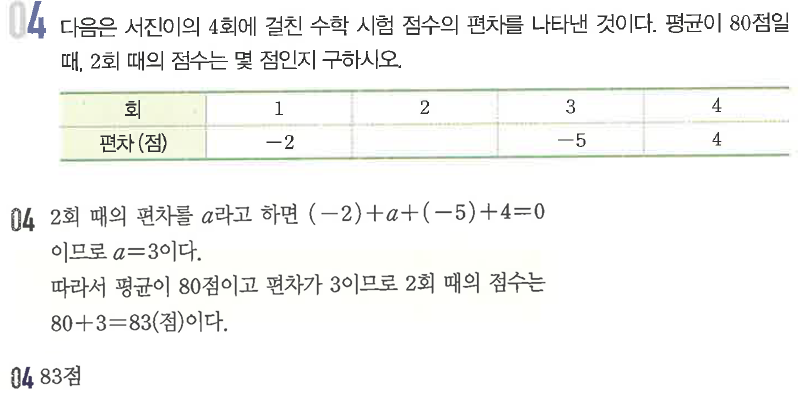 04 다음은 서진이의 4회에 걸친 수학 시험 점수의 편차를 나타낸 것이다. 평균이 80점일
때, 2회 때의 점수는 몇 점인지 구하시오.
회 1 2 3 4
편차(점) -2 -5 4
04 2회 때의 편차를 a라고 하면 (-2)+a+(-5)+4=0
이므로 a=3이다.
따라서 평균이 80점이고 편차가 3이므로 2회 때의 점수는
80+3=83(점)이다.
04 83점